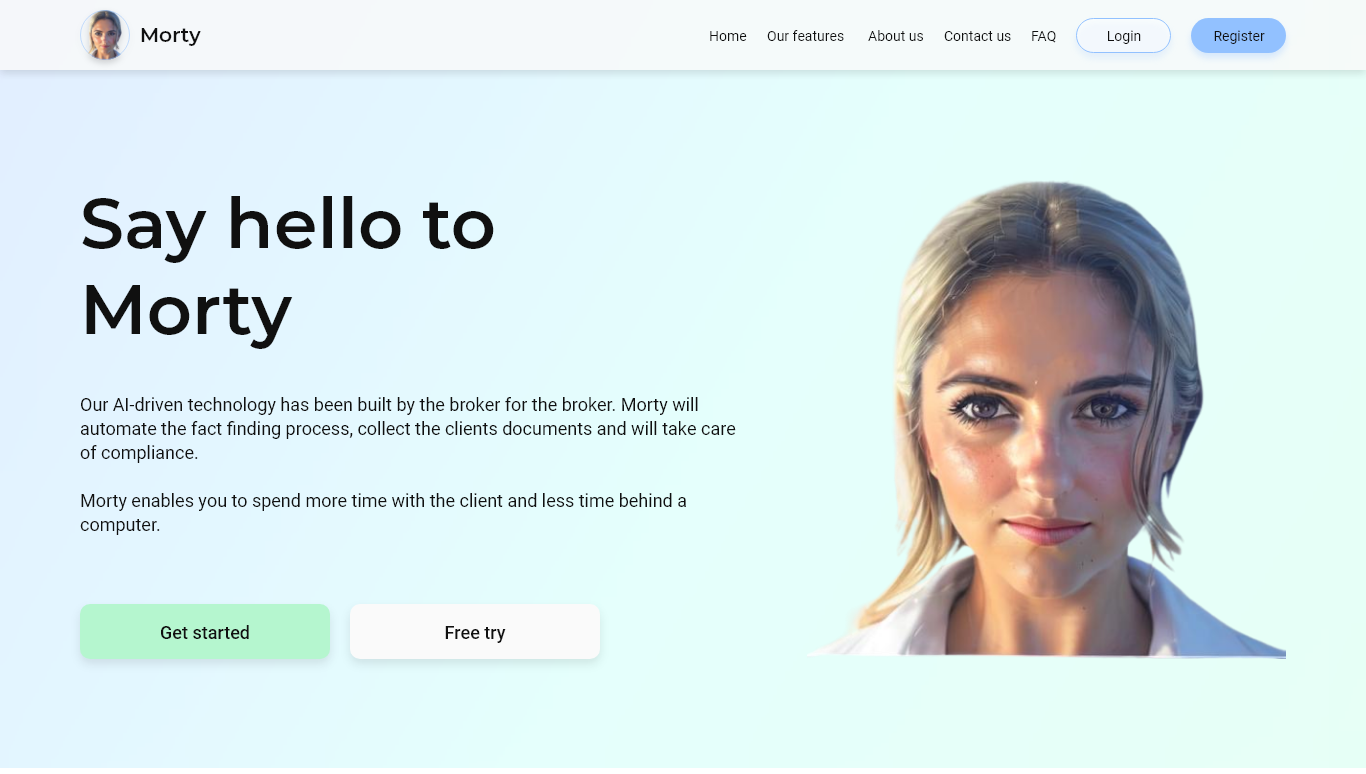 Morty
Home
Our features
About us
Contact us
FAQ
Login
Register
Say hello to
Morty
Our AI-driven technology has been built by the broker for the broker. Morty will
automate the fact finding process, collect the clients documents and will take care
of compliance.
Morty enables you to spend more time with the client and less time behind a
computer.
Get started
Free try